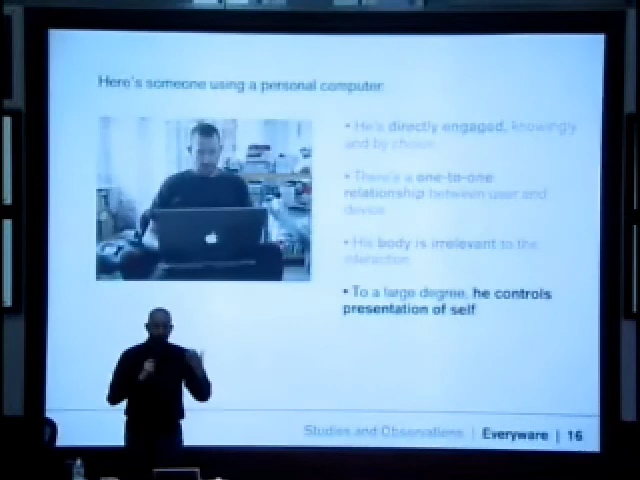 Here's someone using a personal computer:
• He's directly engaged, knowingly
and by choice
• There's a one-to-one
relationship between user and
device
• His body is irrelevant to the
interaction
• To a large degree, he controls
presentation of self
Studies and Observations | Everyware | 16